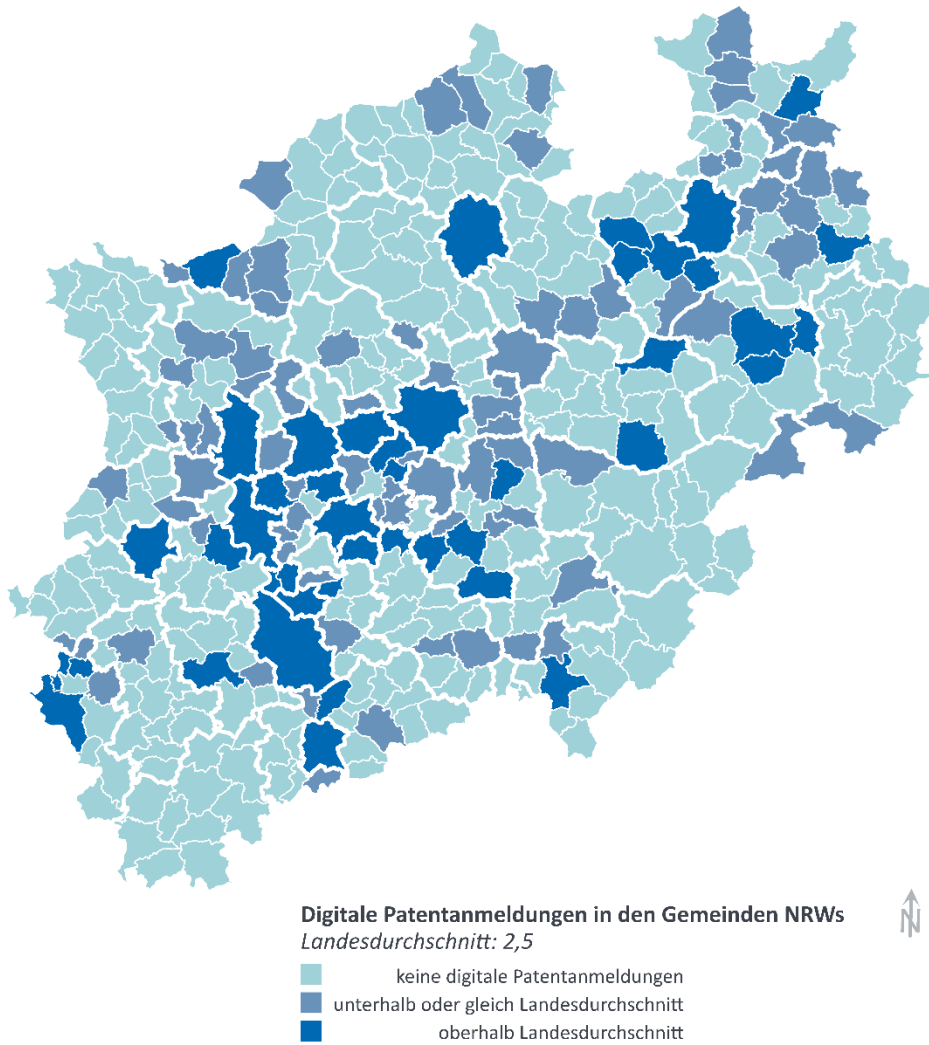 Digitale Patentanmeldungen in den Gemeinden NRWs
Landesdurchschnitt: 2,5
keine digitale Patentanmeldungen
unterhalb oder gleich Landesdurchschnitt
oberhalb Landesdurchschnitt
N